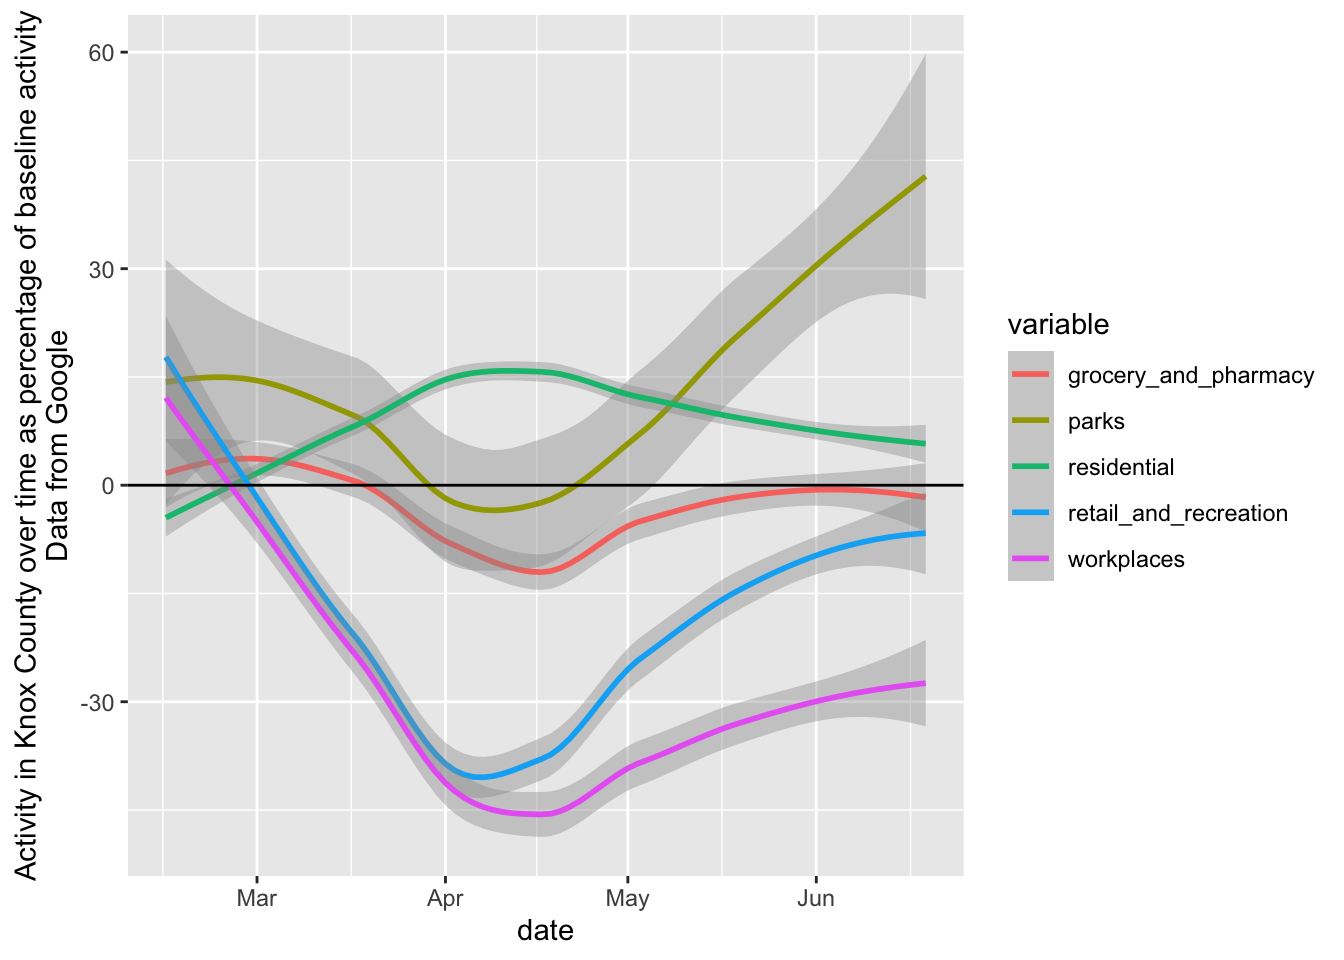 Activity in Knox County over time as percentage of baseline activity
Data from Google
60
30
0
-30
Mar
Apr
May
Jun
date
variable
grocery_and_pharmacy
parks
residential
retail_and_recreation
workplaces